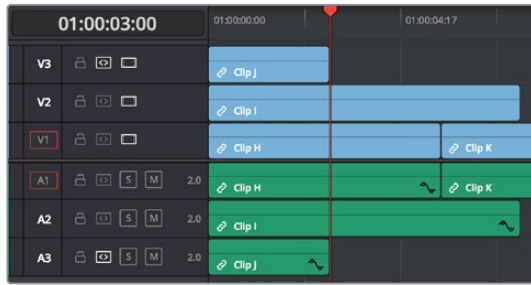 01:00:03:00 01:00:00:00 01:00:04:17
V3 Clip J
V2 Clip I
V1 Clip H Clip K
A1 S M 2.0 Clip H Clip K
A2 S M 2.0 Clip I
A3 S M 2.0 Clip J